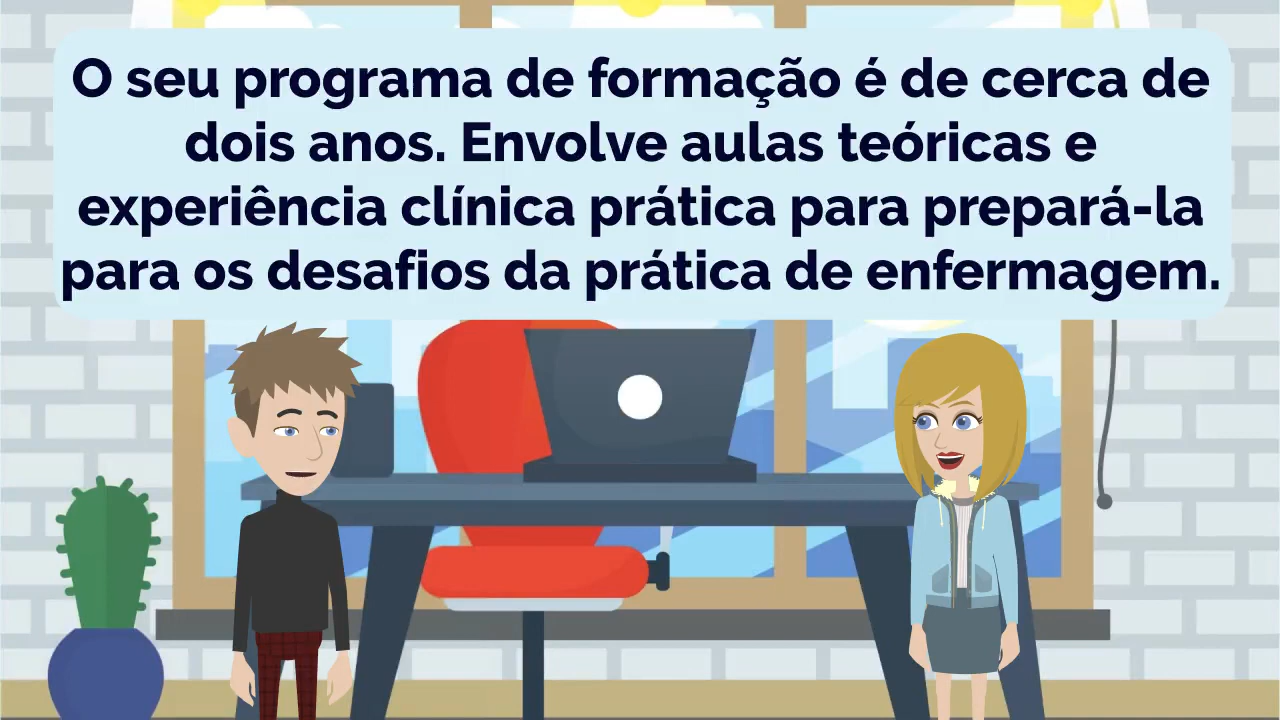 O seu programa de formação é de cerca de
dois anos. Envolve aulas teóricas e
experiência clínica prática para prepará-la
para os desafios da prática de enfermagem.